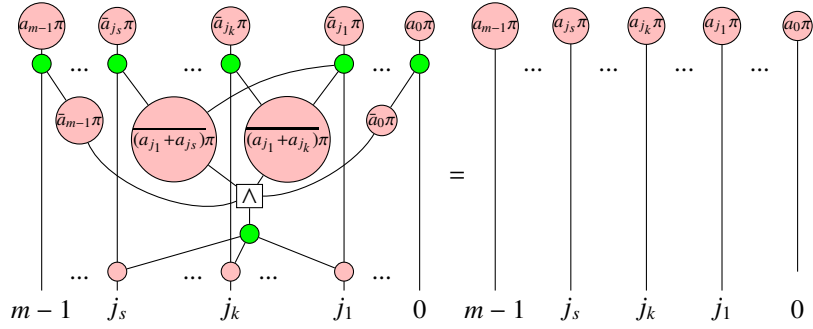 a_{m−1}π ā_{j_s}π ā_{j_k}π ā_{j_1}π a_0π a_{m−1}π a_{j_s}π a_{j_k}π a_{j_1}π a_0π
... ... ... ... ... ... ...
ā_{m−1}π \overline{(a_{j_1}+a_{j_s})}π \overline{(a_{j_1}+a_{j_k})}π ā_0π
∧ =
... ... ... ...
m − 1 j_s j_k j_1 0 m − 1 j_s j_k j_1 0